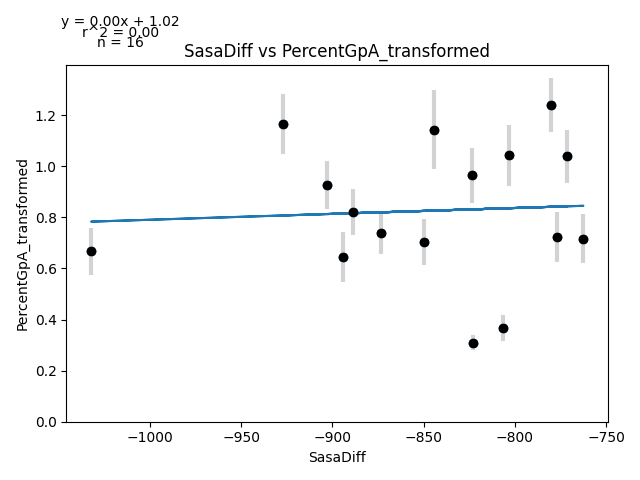 y = 0.00x + 1.02
r^2 = 0.00
n = 16
SasaDiff vs PercentGpA_transformed
PercentGpA_transformed
1.2
1.0
0.8
0.6
0.4
0.2
0.0
−1000
−950
−900
−850
−800
−750
SasaDiff